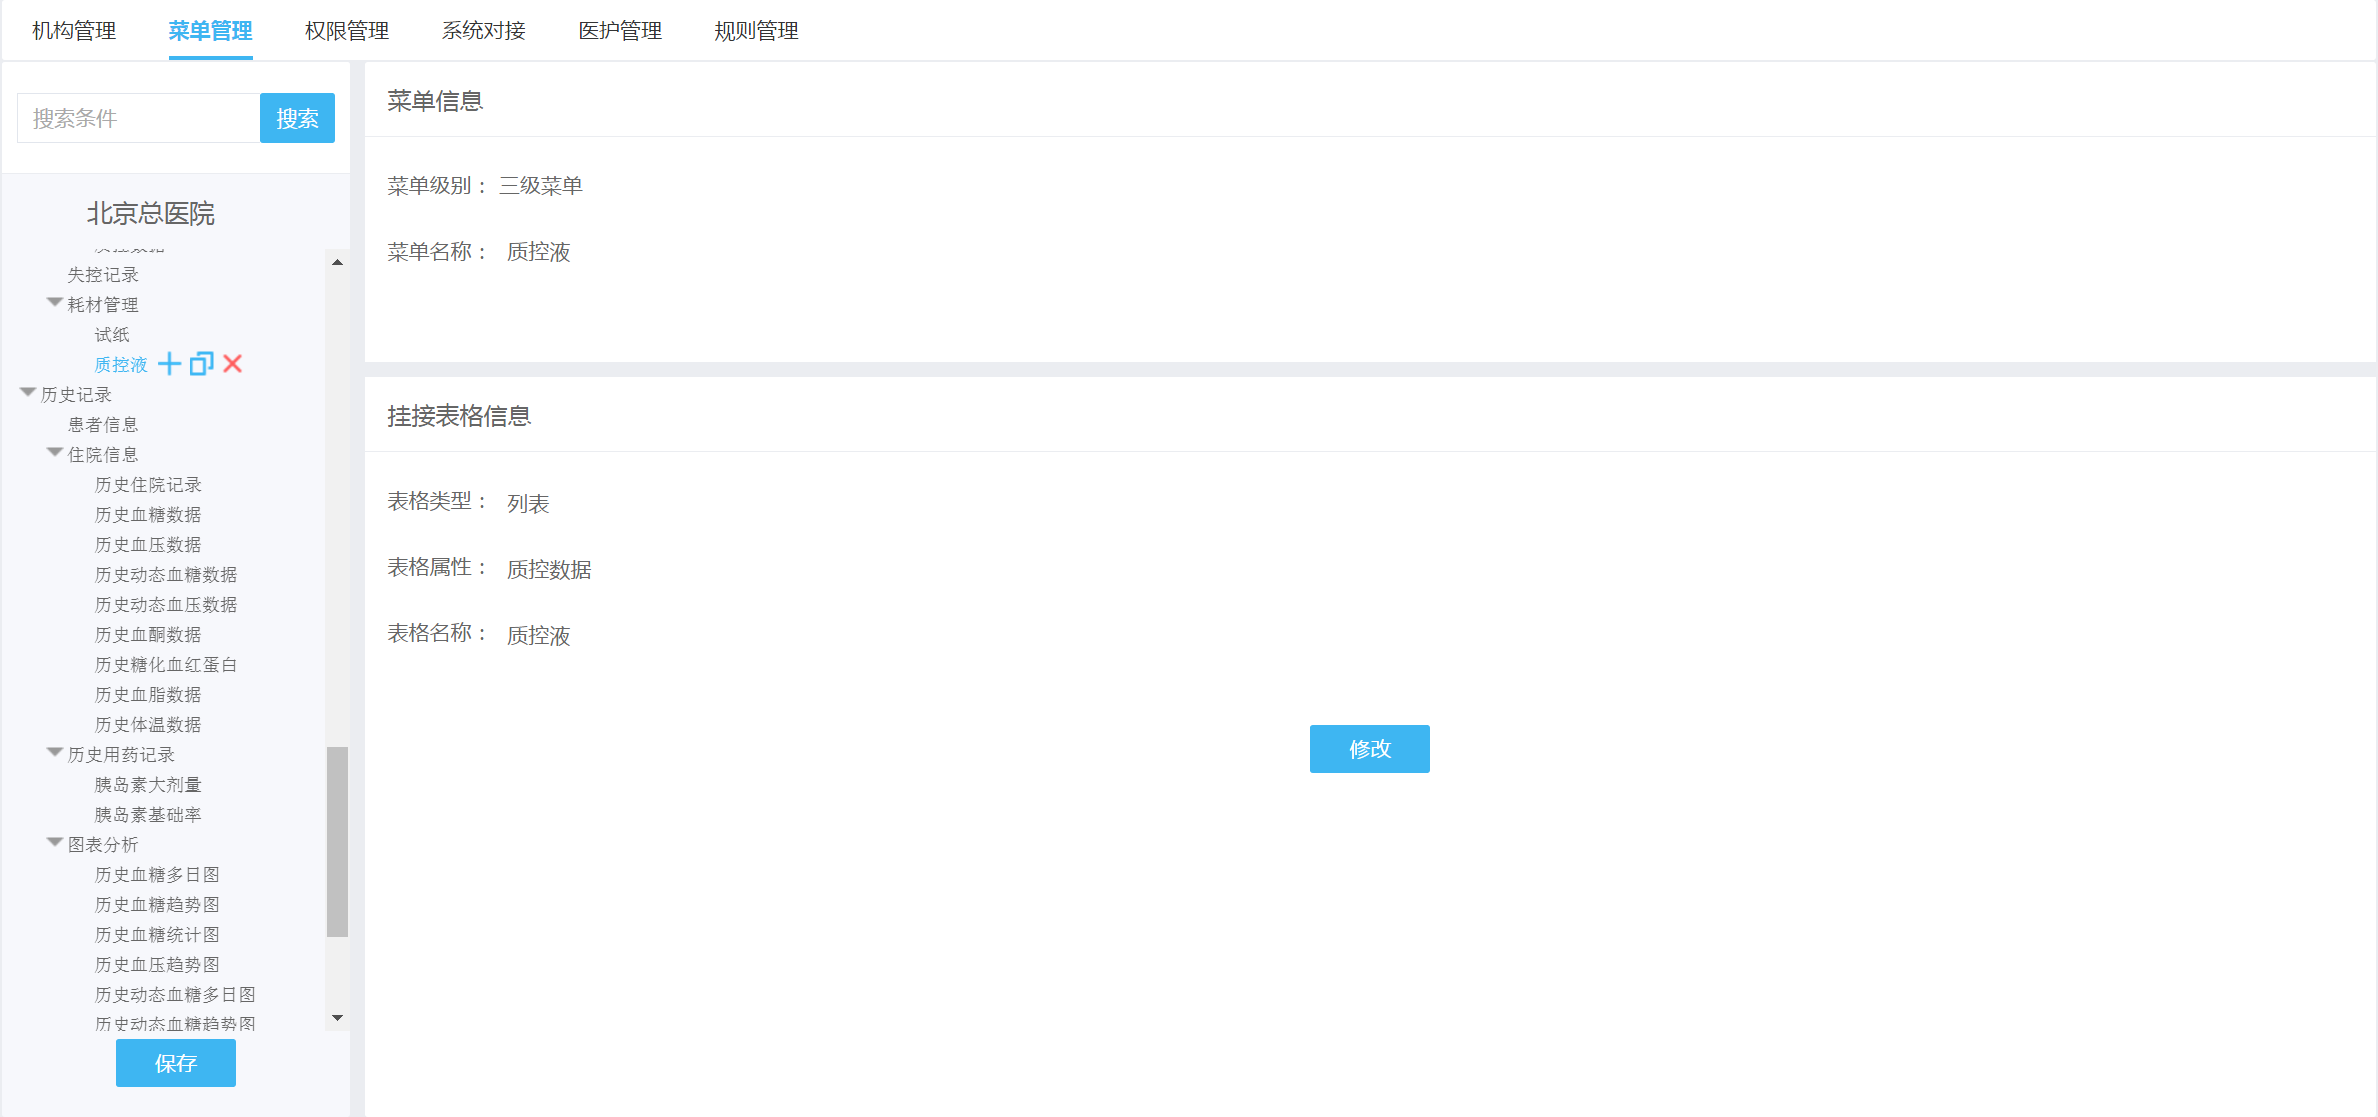 机构管理 菜单管理 权限管理 系统对接 医护管理 规则管理
搜索条件 搜索
北京总医院
失控记录
耗材管理
试纸
质控液
历史记录
患者信息
住院信息
历史住院记录
历史血糖数据
历史血压数据
历史动态血糖数据
历史动态血压数据
历史血酮数据
历史糖化血红蛋白
历史血脂数据
历史体温数据
历史用药记录
胰岛素大剂量
胰岛素基础率
图表分析
历史血糖多日图
历史血糖趋势图
历史血糖统计图
历史血压趋势图
历史动态血糖多日图
历史动态血糖趋势图
保存
菜单信息
菜单级别： 三级菜单
菜单名称： 质控液
挂接表格信息
表格类型： 列表
表格属性： 质控数据
表格名称： 质控液
修改